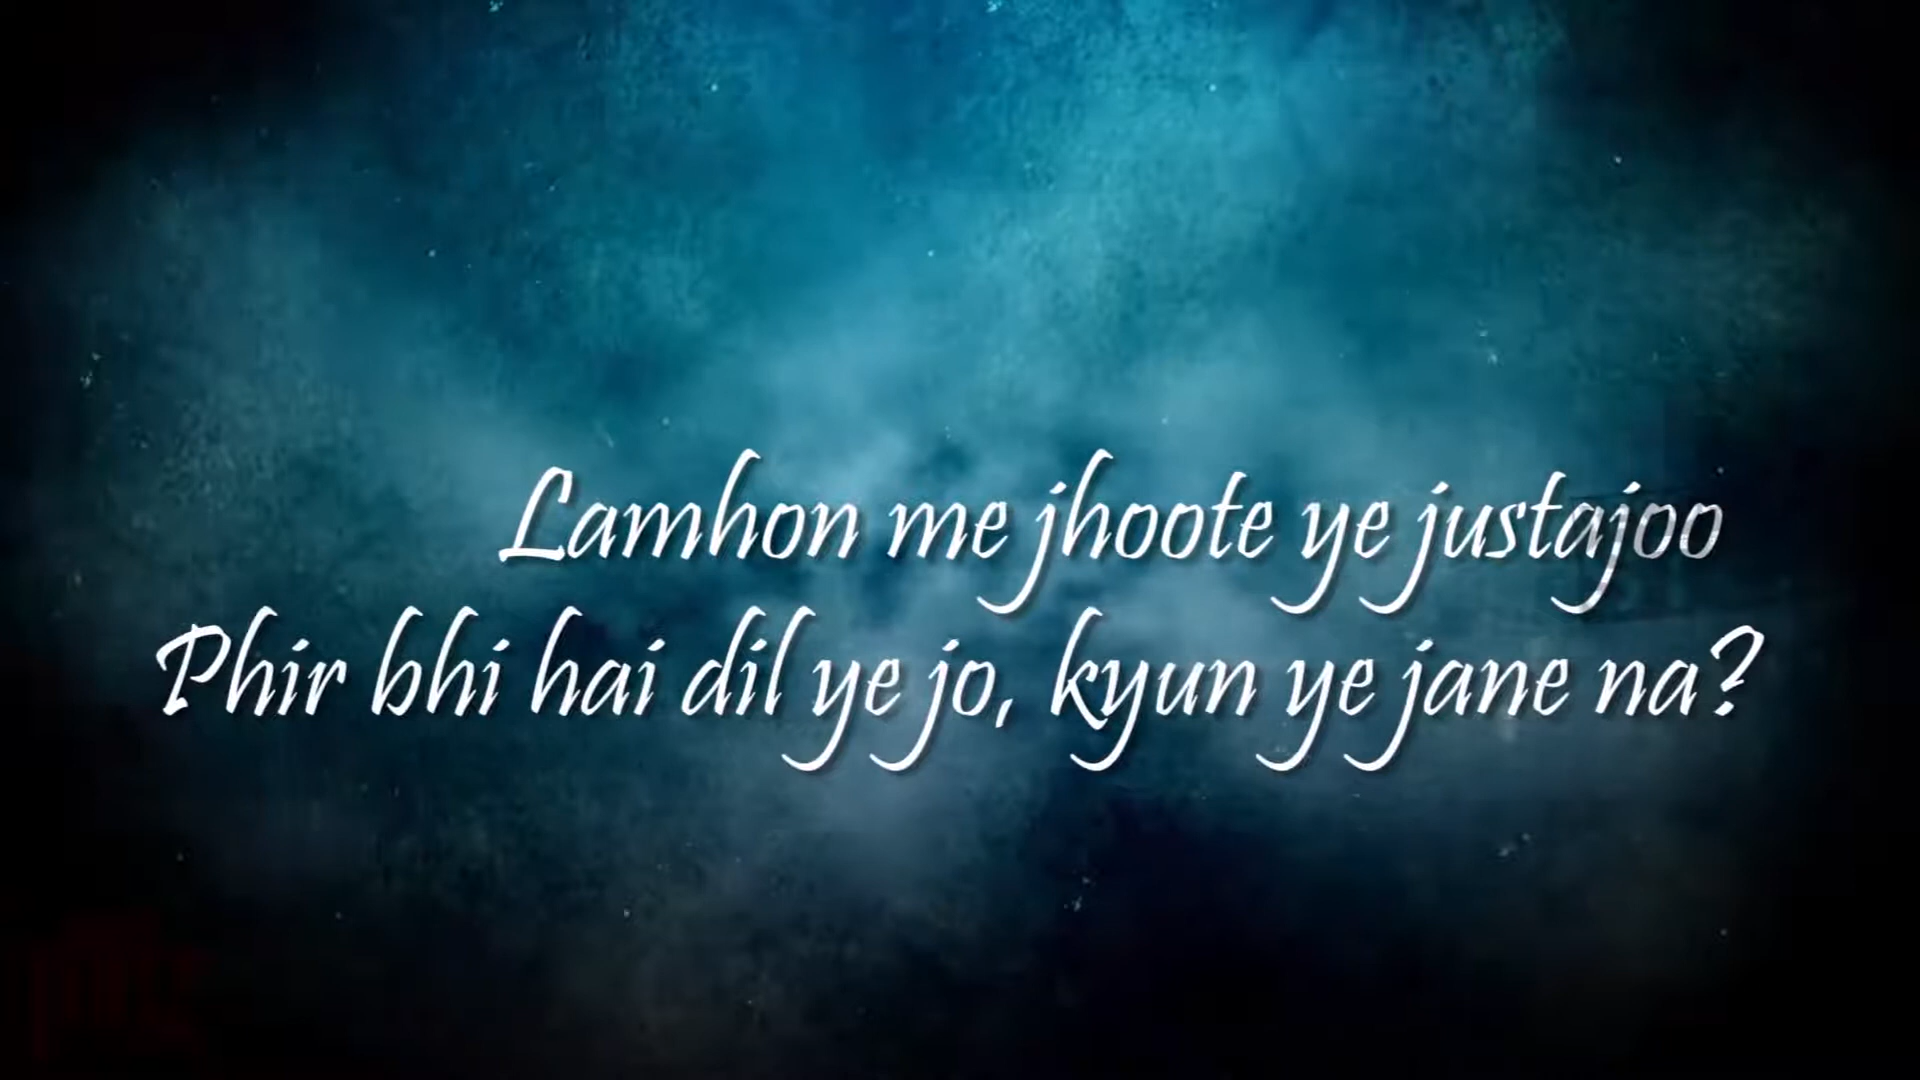 Lamhon me jhoote ye justajoo
Phir bhi hai dil ye jo, kyun ye jane na?